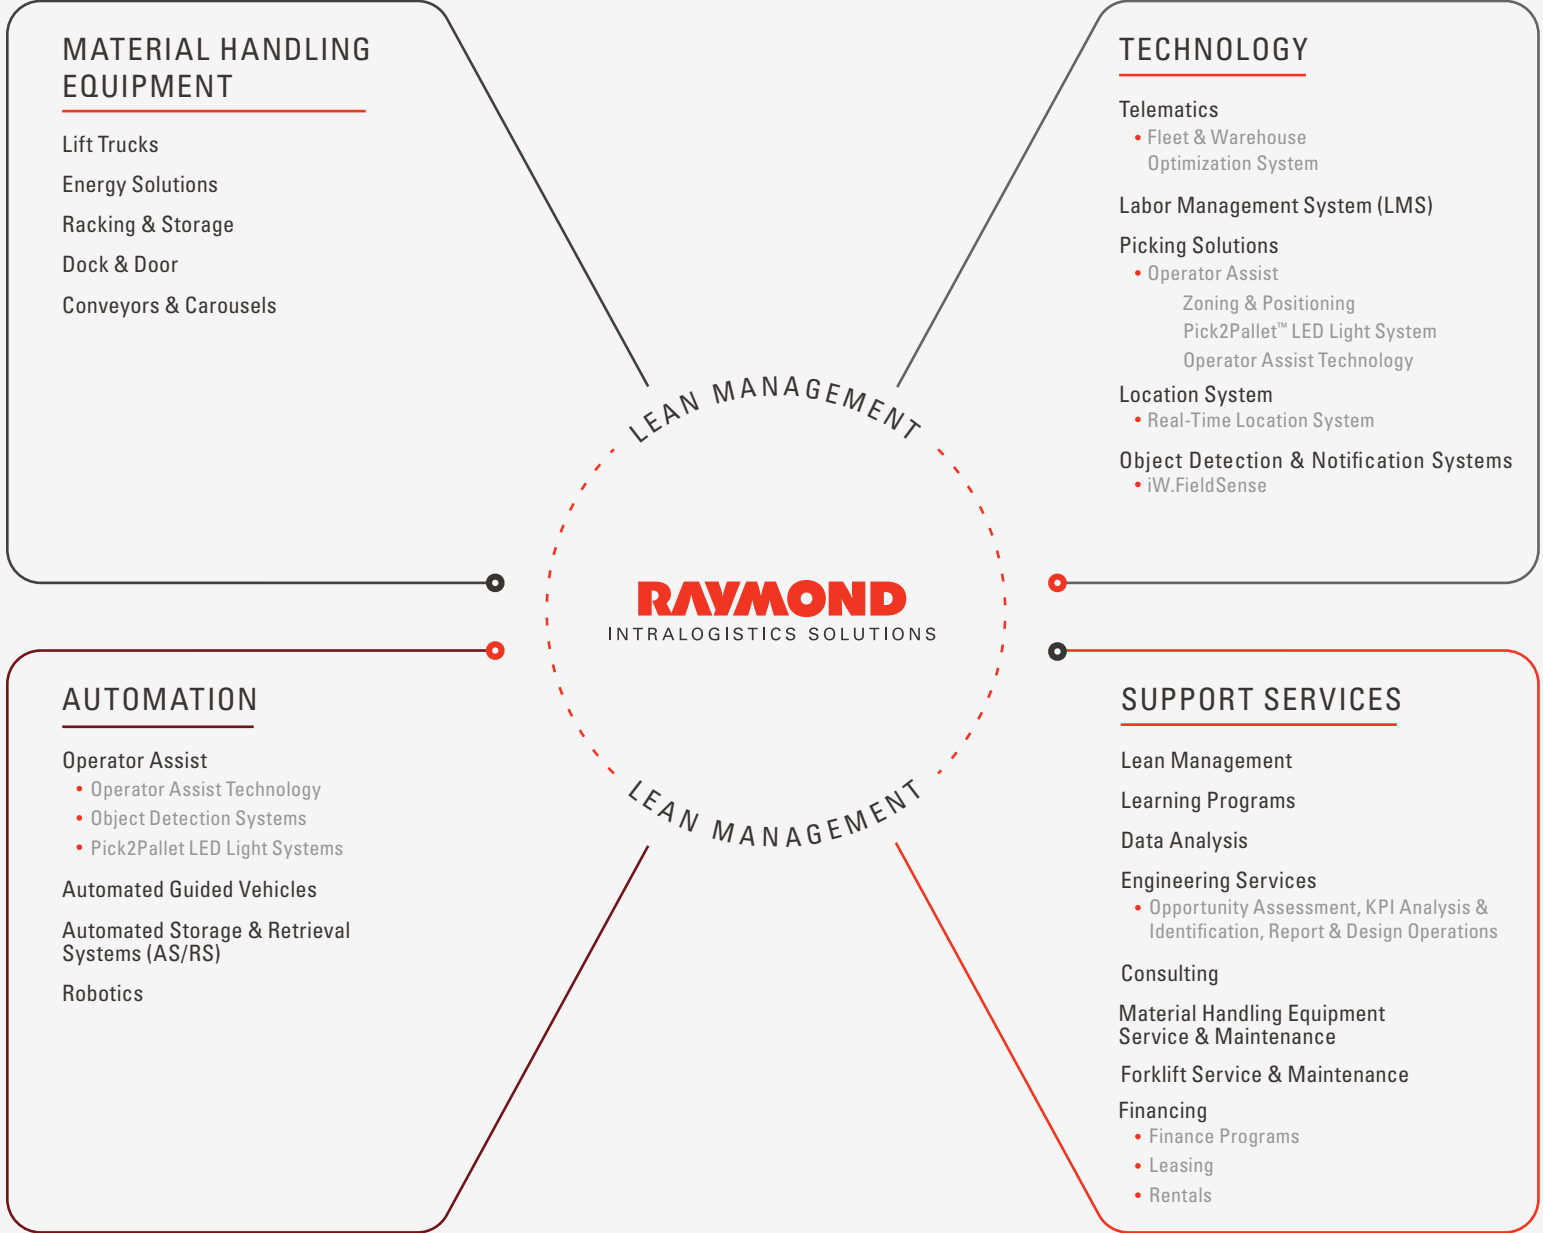 MATERIAL HANDLING
EQUIPMENT
Lift Trucks
Energy Solutions
Racking & Storage
Dock & Door
Conveyors & Carousels
TECHNOLOGY
Telematics
• Fleet & Warehouse
Optimization System
Labor Management System (LMS)
Picking Solutions
• Operator Assist
Zoning & Positioning
Pick2Pallet™ LED Light System
Operator Assist Technology
Location System
• Real-Time Location System
Object Detection & Notification Systems
• iW.FieldSense
LEAN MANAGEMENT
RAYMOND
INTRALOGISTICS SOLUTIONS
LEAN MANAGEMENT
AUTOMATION
Operator Assist
• Operator Assist Technology
• Object Detection Systems
• Pick2Pallet LED Light Systems
Automated Guided Vehicles
Automated Storage & Retrieval
Systems (AS/RS)
Robotics
SUPPORT SERVICES
Lean Management
Learning Programs
Data Analysis
Engineering Services
• Opportunity Assessment, KPI Analysis &
Identification, Report & Design Operations
Consulting
Material Handling Equipment
Service & Maintenance
Forklift Service & Maintenance
Financing
• Finance Programs
• Leasing
• Rentals